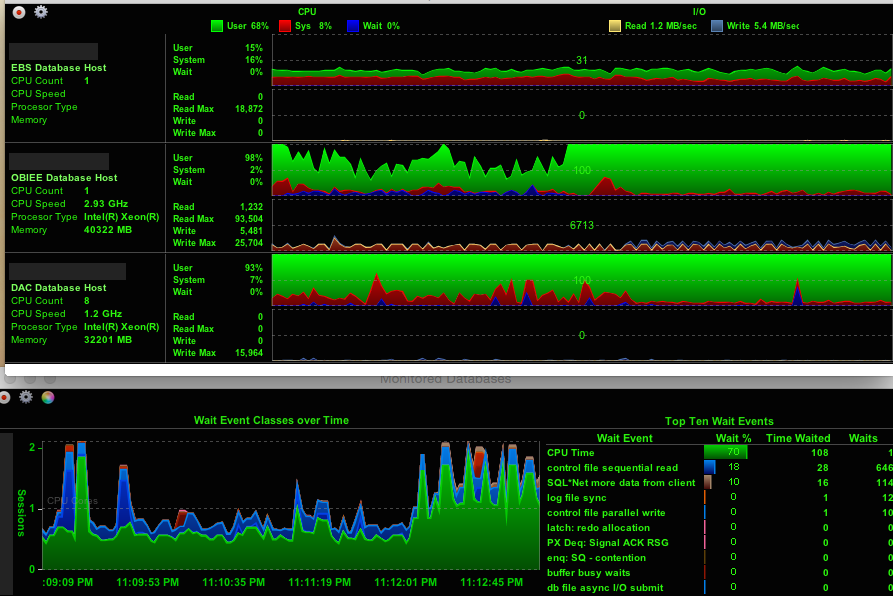 CPU I/O
User 68% Sys 8% Wait 0% Read 1.2 MB/sec Write 5.4 MB/sec
EBS Database Host
CPU Count 1
CPU Speed
Procesor Type
Memory
User 15%
System 16%
Wait 0%
Read 0
Read Max 18,872
Write 0
Write Max 0
31
0
OBIEE Database Host
CPU Count 1
CPU Speed 2.93 GHz
Procesor Type Intel(R) Xeon(R)
Memory 40322 MB
User 98%
System 2%
Wait 0%
Read 1,232
Read Max 93,504
Write 5,481
Write Max 25,704
100
6713
DAC Database Host
CPU Count 8
CPU Speed 1.2 GHz
Procesor Type Intel(R) Xeon(R)
Memory 32201 MB
User 93%
System 7%
Wait 0%
Read 0
Read Max 0
Write 0
Write Max 15,964
100
0
Monitored Databases
Wait Event Classes over Time
2
1
0
Sessions
CPU Cores
:09:09 PM 11:09:53 PM 11:10:35 PM 11:11:19 PM 11:12:01 PM 11:12:45 PM
Top Ten Wait Events
Wait Event Wait % Time Waited Waits
CPU Time 70 108 1
control file sequential read 18 28 646
SQL*Net more data from client 10 16 114
log file sync 0 1 12
control file parallel write 0 1 10
latch: redo allocation 0 0 0
PX Deq: Signal ACK RSG 0 0 0
enq: SQ - contention 0 0 0
buffer busy waits 0 0 0
db file async I/O submit 0 0 0